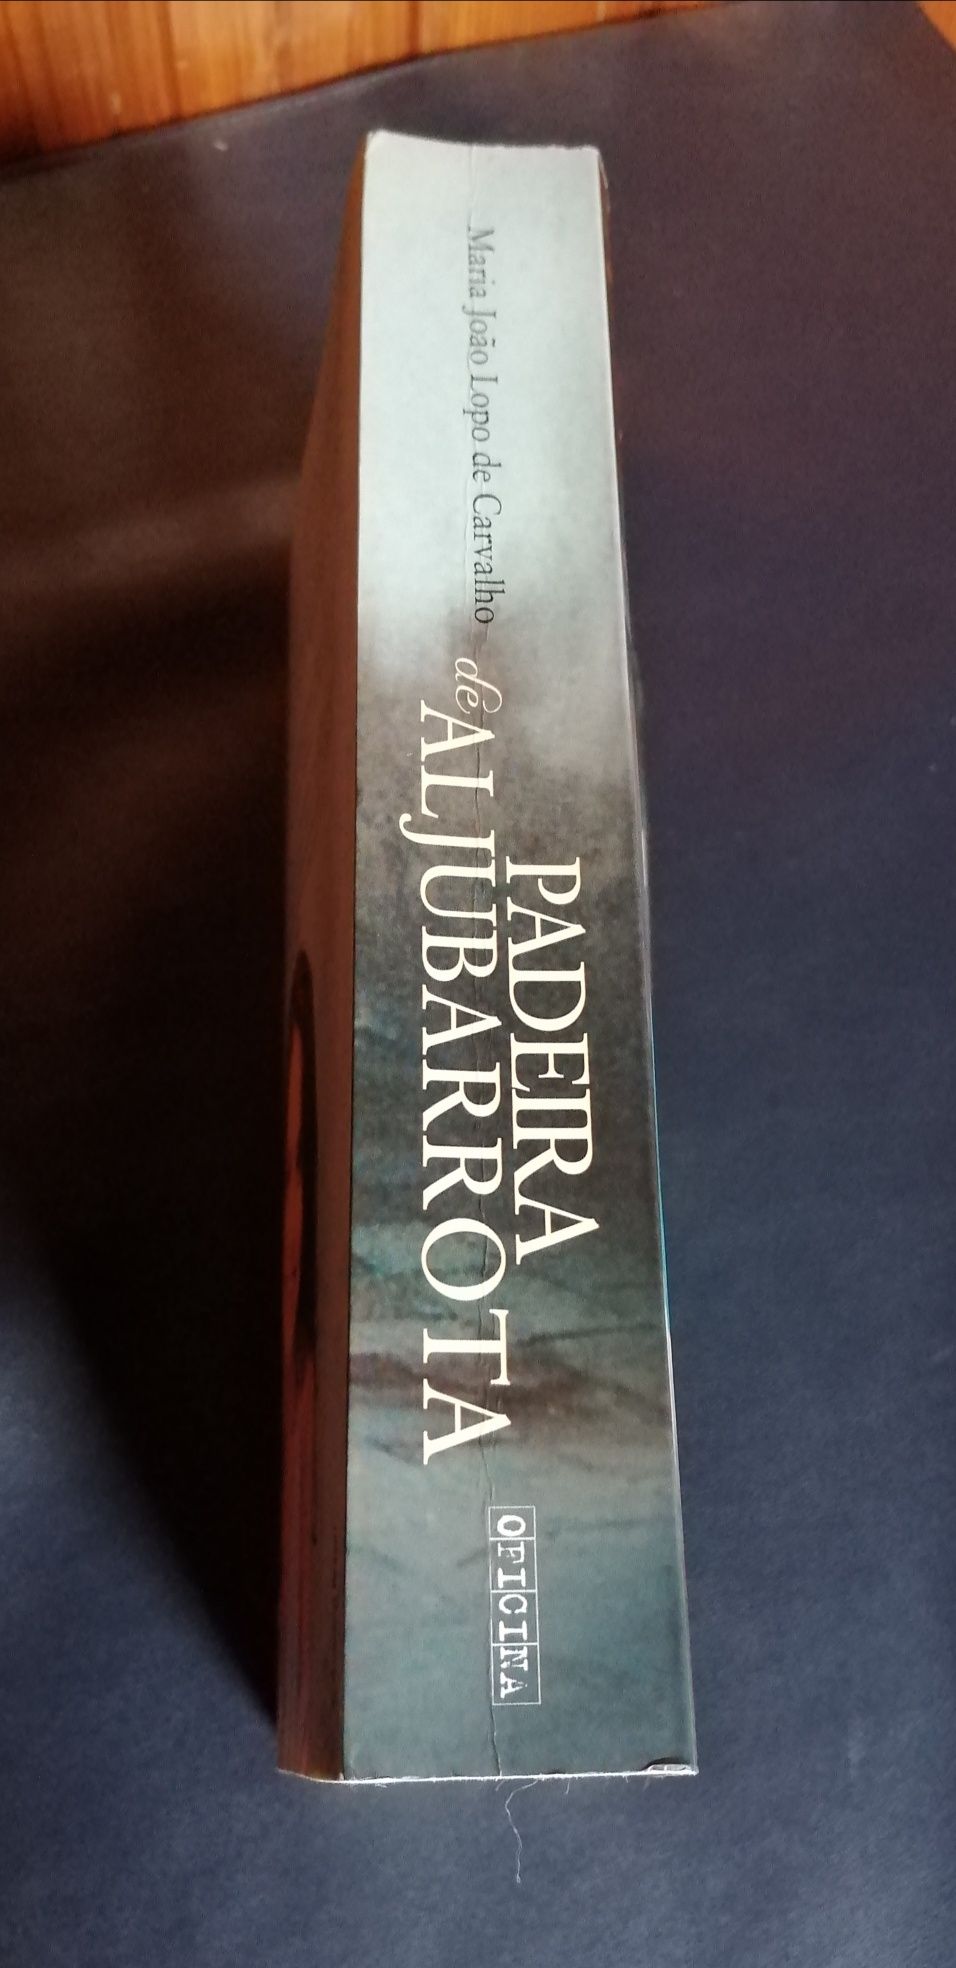 Maria João Lopo de Carvalho
PADEIRA
de ALJUBARROTA
OFICINA